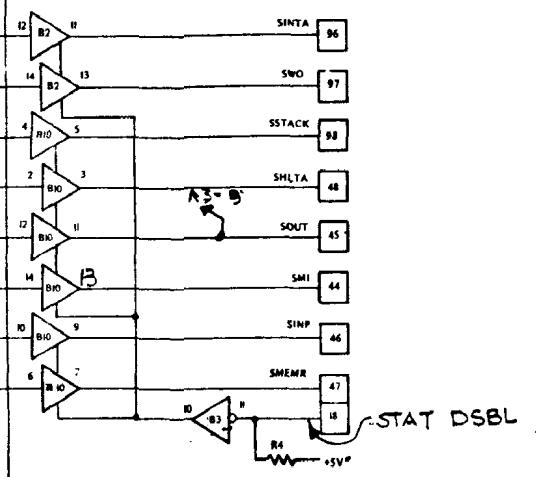 SINTA
12 B2 11 96
SWO
14 B2 13 97
SSTACK
4 B10 5 98
SHLTA
2 B10 3 48
A3-
SOUT
12 B10 11 45
SMI
14 B10 13 44
SINP
10 B10 9 46
SMEMR
6 B10 7 47
10 B3 11 18 STAT DSBL
R4
+5V